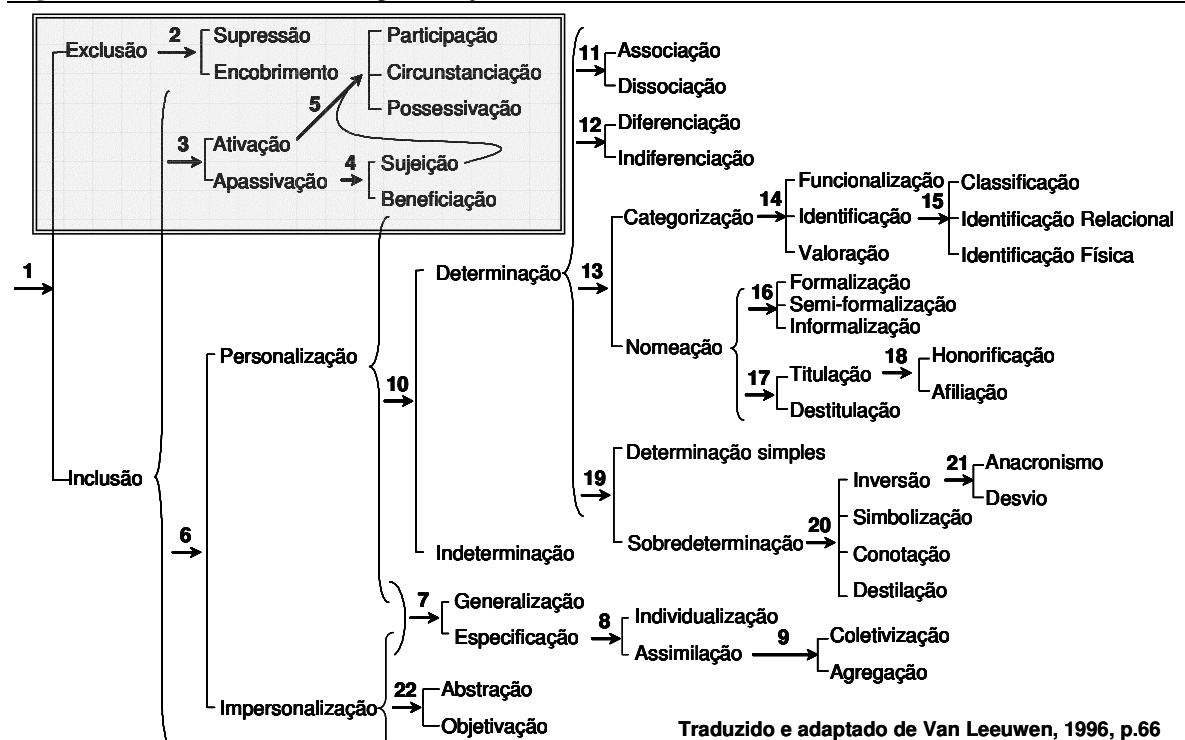 Exclusão
2
Supressão
Encobrimento
Participação
Circunstanciação
Possessivação
5
3
Ativação
Apassivação
4
Sujeição
Beneficiação
11
Associação
Dissociação
12
Diferenciação
Indiferenciação
1
Determinação
13
Categorização
14
Funcionalização
Identificação
Valoração
15
Classificação
Identificação Relacional
Identificação Física
Nomeação
16
Formalização
Semi-formalização
Informalização
17
Titulação
Destitulação
18
Honorificação
Afiliação
Personalização
10
Inclusão
19
Determinação simples
Sobredeterminação
20
Inversão
Simbolização
Conotação
Destilação
21
Anacronismo
Desvio
6
Indeterminação
7
Generalização
Especificação
8
Individualização
Assimilação
9
Coletivização
Agregação
Impersonalização
22
Abstração
Objetivação
Traduzido e adaptado de Van Leeuwen, 1996, p.66